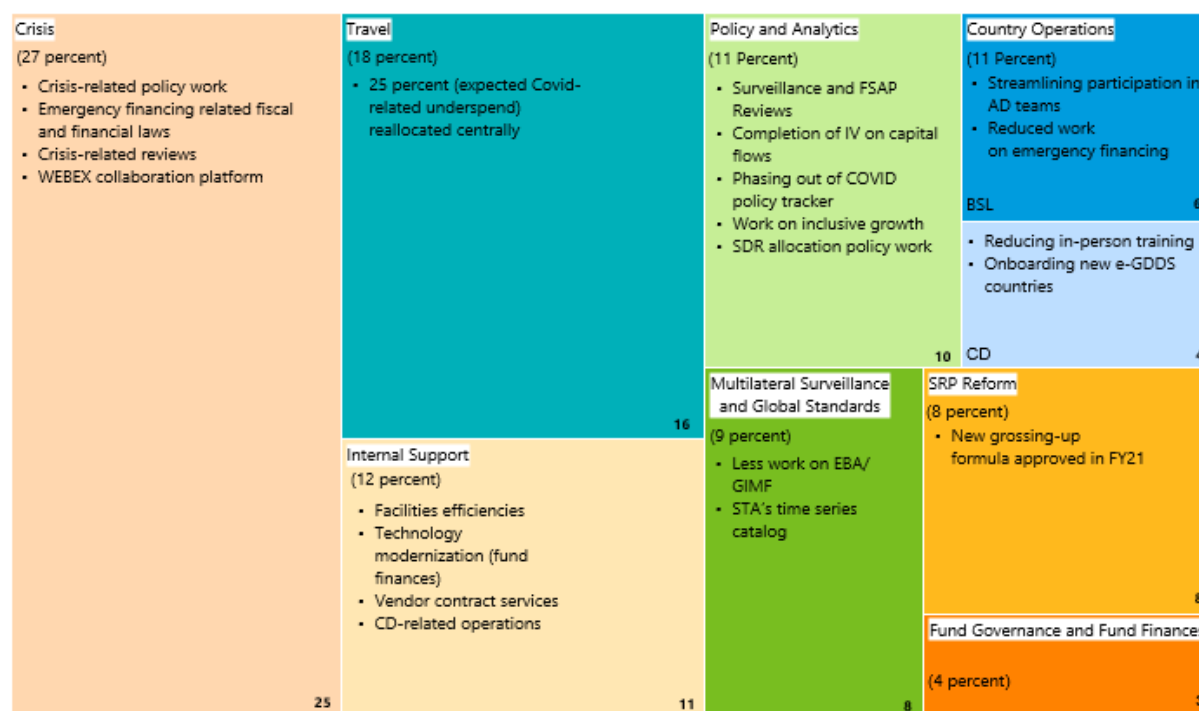 Crisis
(27 percent)
• Crisis-related policy work
• Emergency financing related fiscal
and financial laws
• Crisis-related reviews
• WEBEX collaboration platform
25
Travel
(18 percent)
• 25 percent (expected Covid-
related underspend)
reallocated centrally
16
Internal Support
(12 percent)
• Facilities efficiencies
• Technology
modernization (fund
finances)
• Vendor contract services
• CD-related operations
11
Policy and Analytics
(11 Percent)
• Surveillance and FSAP
Reviews
• Completion of IV on capital
flows
• Phasing out of COVID
policy tracker
• Work on inclusive growth
• SDR allocation policy work
10
Country Operations
(11 Percent)
• Streamlining participation in
AD teams
• Reduced work
on emergency financing
BSL
• Reducing in-person training
• Onboarding new e-GDDS
countries
CD
Multilateral Surveillance
and Global Standards
(9 percent)
• Less work on EBA/
GIMF
• STA's time series
catalog
8
SRP Reform
(8 percent)
• New grossing-up
formula approved in FY21
Fund Governance and Fund Finances
(4 percent)